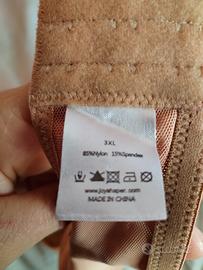 3XL
85%Nylon 15%Spandex
www.joyshaper.com
MADE IN CHINA